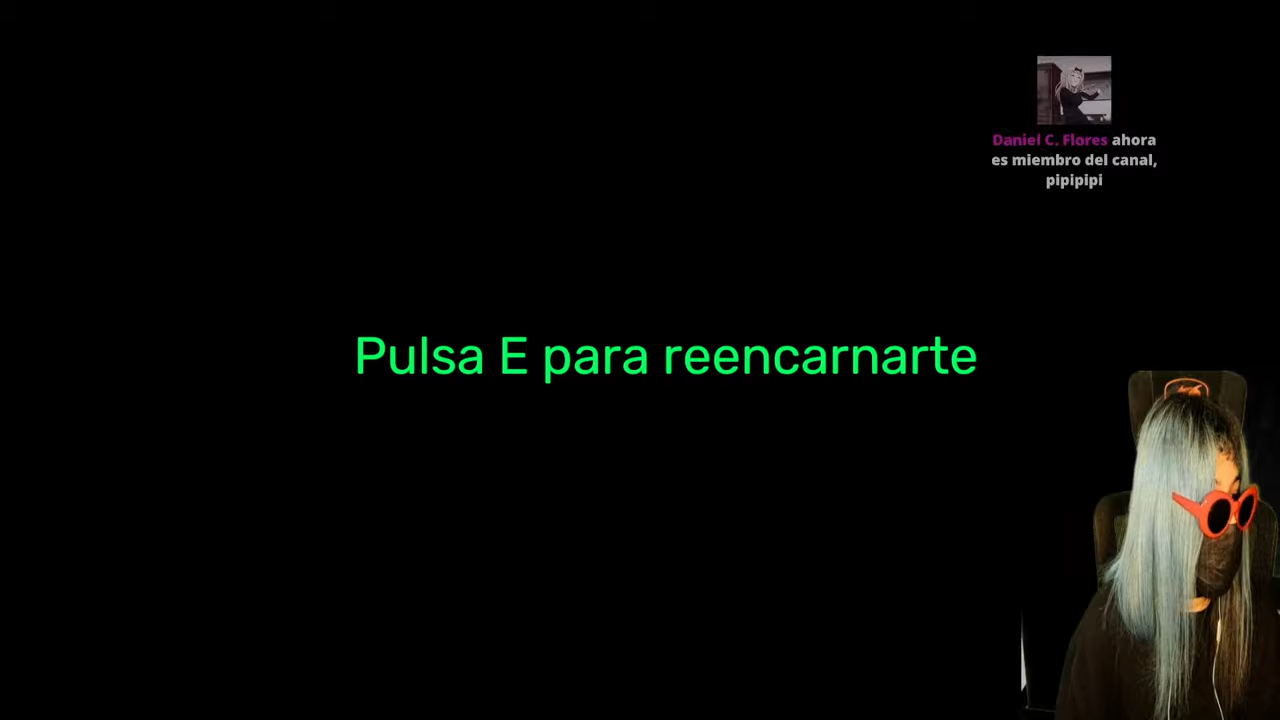 Daniel C. Flores ahora
es miembro del canal,
pipipipi
Pulsa E para reencarnarte